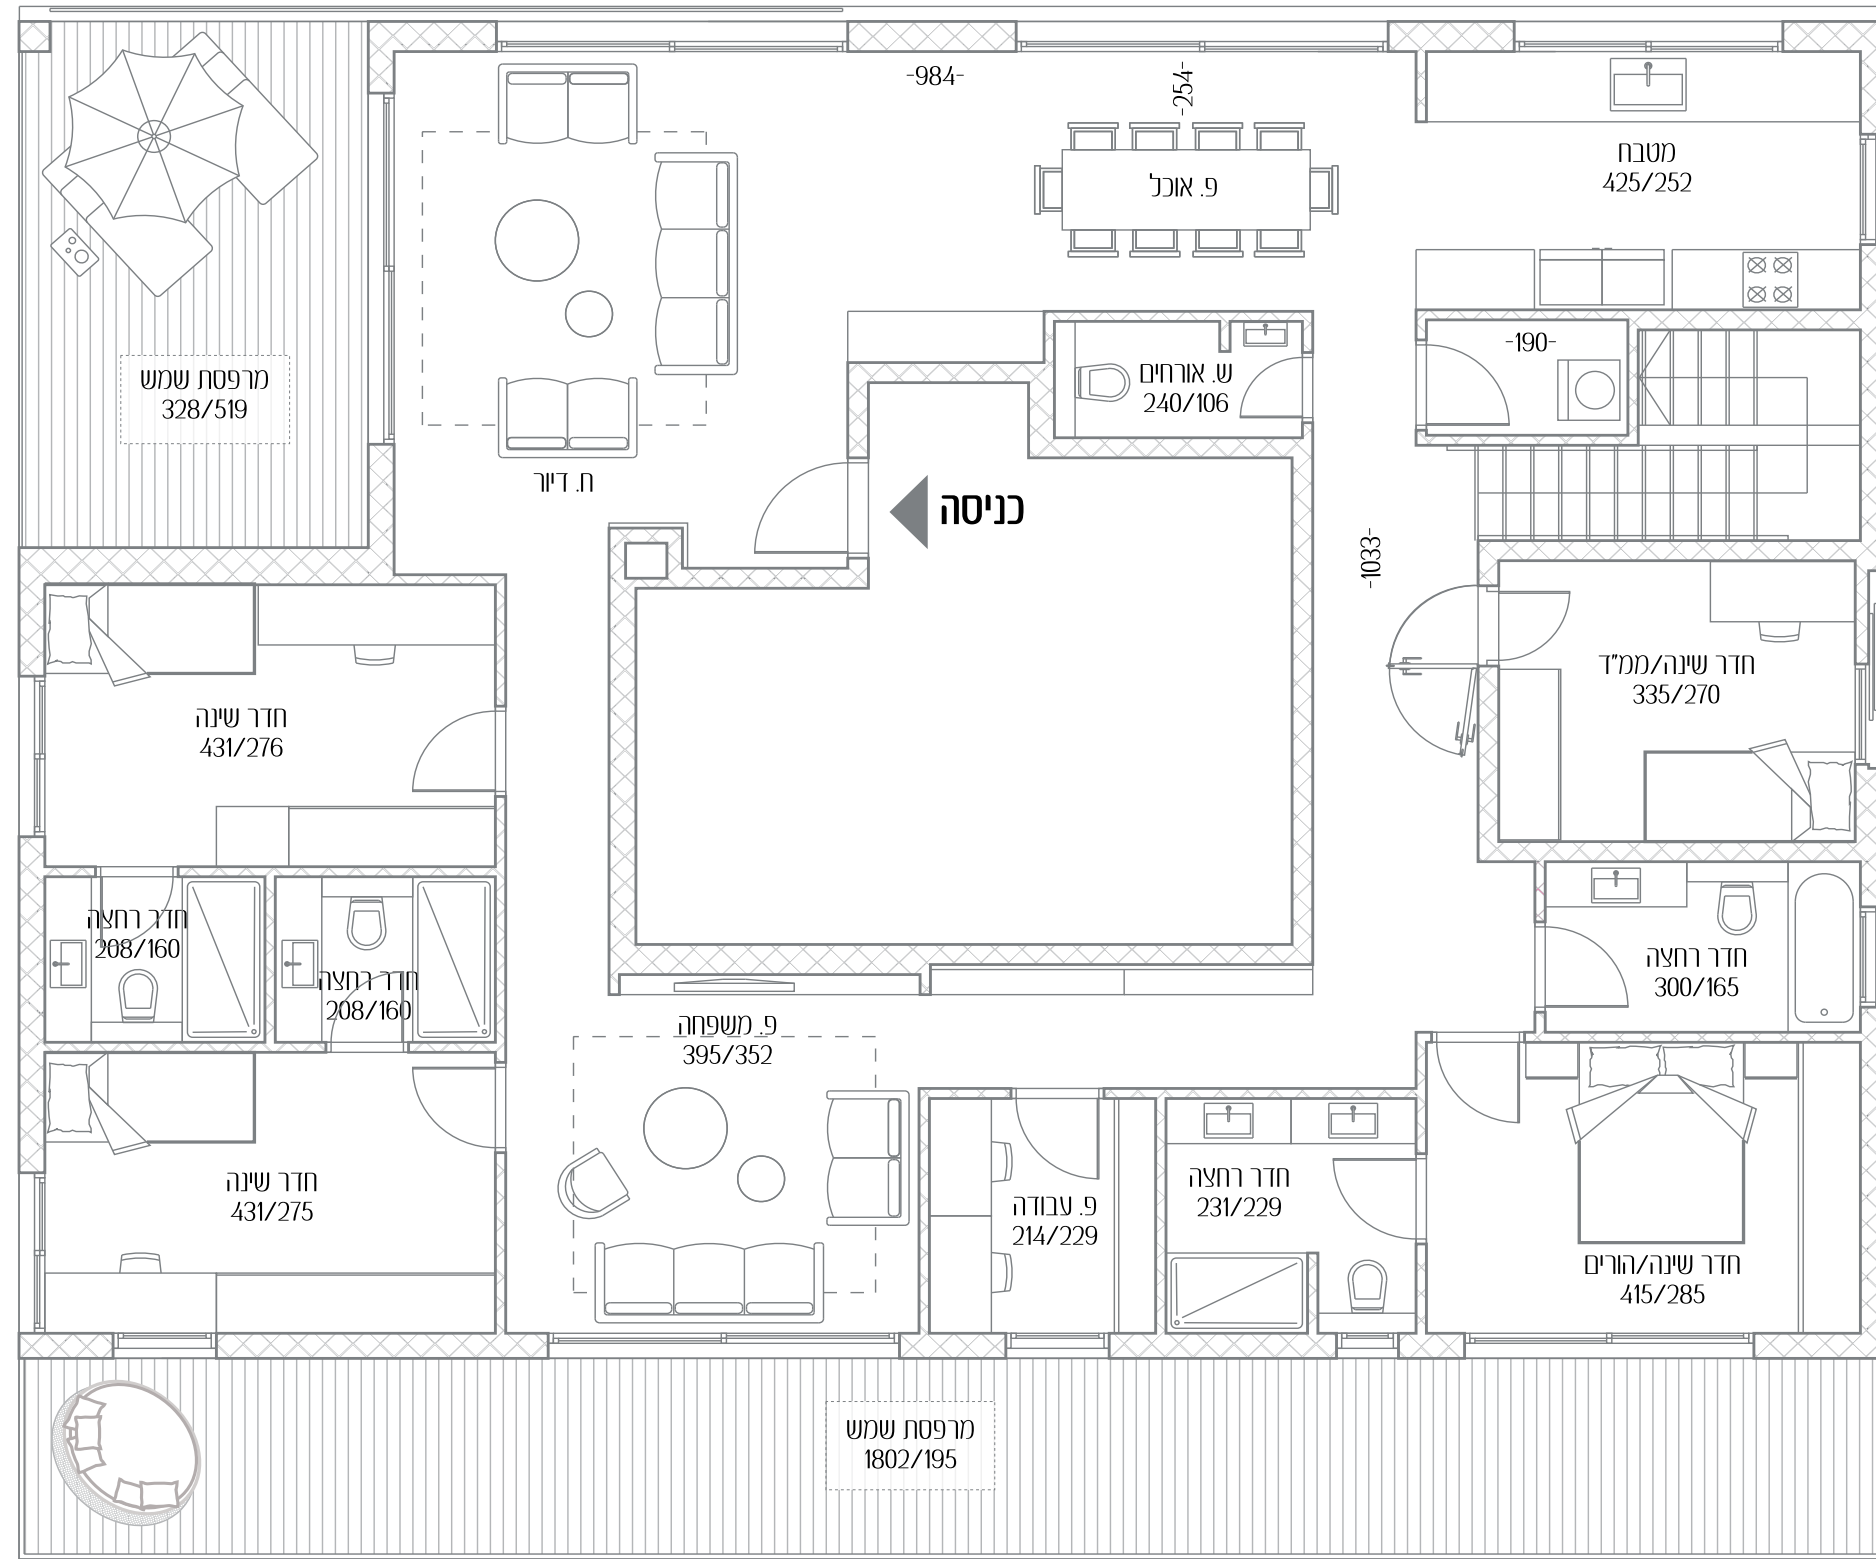 -984-
-254-
מטבח
425/252
פ. אוכל
-190-
ש. אורחים
240/106
מרפסת שמש
328/519
ח. דיור
כניסה
-1033-
חדר שינה/ממ"ד
335/270
חדר שינה
431/276
חדר רחצה
208/160
חדר רחצה
208/160
חדר רחצה
300/165
פ. משפחה
395/352
חדר שינה
431/275
פ. עבודה
214/229
חדר רחצה
231/229
חדר שינה/הורים
415/285
מרפסת שמש
1802/195